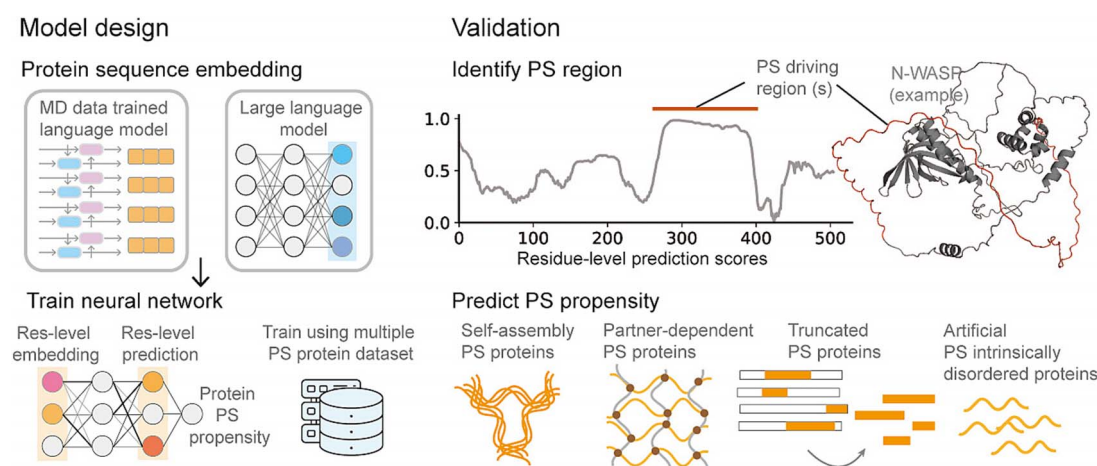 Model design
Protein sequence embedding
MD data trained
language model
Large language
model
Train neural network
Res-level
embedding
Res-level
prediction
Protein
PS
propensity
Train using multiple
PS protein dataset
Validation
Identify PS region
PS driving
region (s)
N-WASP
(example)
1.0
0.5
0.0
0 100 200 300 400 500
Residue-level prediction scores
Predict PS propensity
Self-assembly
PS proteins
Partner-dependent
PS proteins
Truncated
PS proteins
Artificial
PS intrinsically
disordered proteins